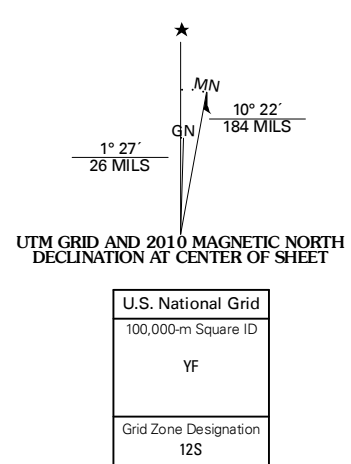 MN
10° 22´
184 MILS
GN
1° 27´
26 MILS
UTM GRID AND 2010 MAGNETIC NORTH
DECLINATION AT CENTER OF SHEET
U.S. National Grid
100,000-m Square ID
YF
Grid Zone Designation
12S